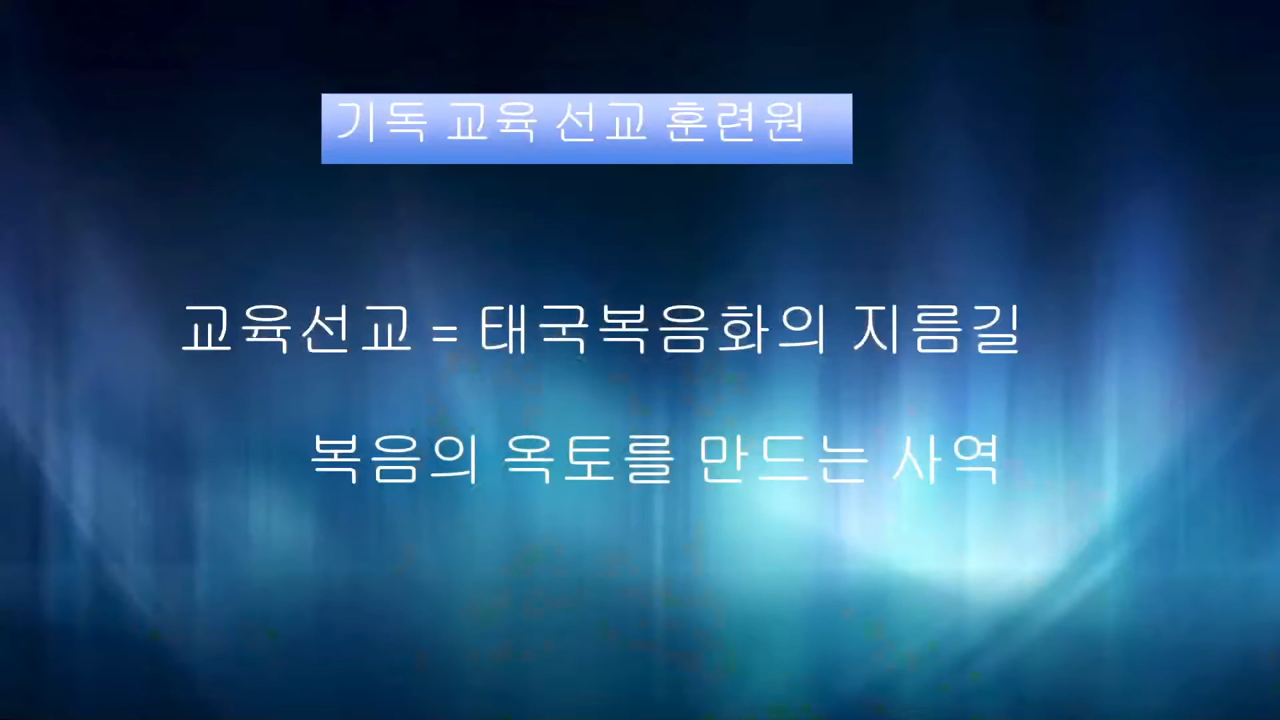 기독 교육 선교 훈련원
교육선교 = 태국복음화의 지름길
복음의 옥토를 만드는 사역